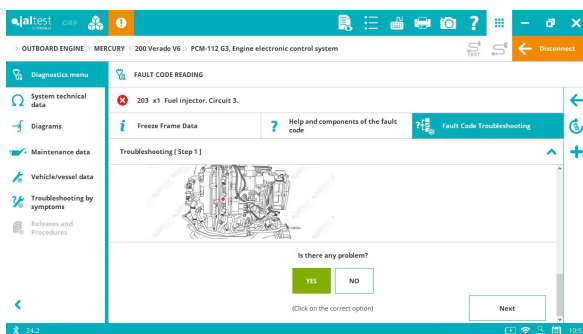 jaltest GRP ?
> OUTBOARD ENGINE > MERCURY > 200 Verado V6 > PCM-112 G3, Engine electronic control system
TEST
Disconnect
Diagnostics menu
FAULT CODE READING
System technical
data
203 x1 Fuel injector. Circuit 3.
Diagrams
i Freeze Frame Data
? Help and components of the fault
code
Fault Code Troubleshooting
Maintenance data
Troubleshooting [ Step 1 ]
Vehicle/vessel data
Troubleshooting by
symptoms
Releases and
Procedures
Is there any problem?
YES NO
(Click on the correct option)
Next
24.2